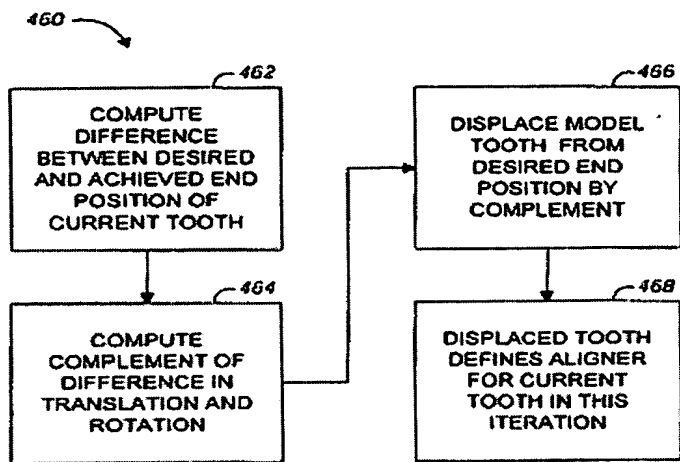 460
462
COMPUTE
DIFFERENCE
BETWEEN DESIRED
AND ACHIEVED END
POSITION OF
CURRENT TOOTH
464
COMPUTE
COMPLEMENT OF
DIFFERENCE IN
TRANSLATION AND
ROTATION
466
DISPLACE MODEL
TOOTH FROM
DESIRED END
POSITION BY
COMPLEMENT
468
DISPLACED TOOTH
DEFINES ALIGNER
FOR CURRENT
TOOTH IN THIS
ITERATION